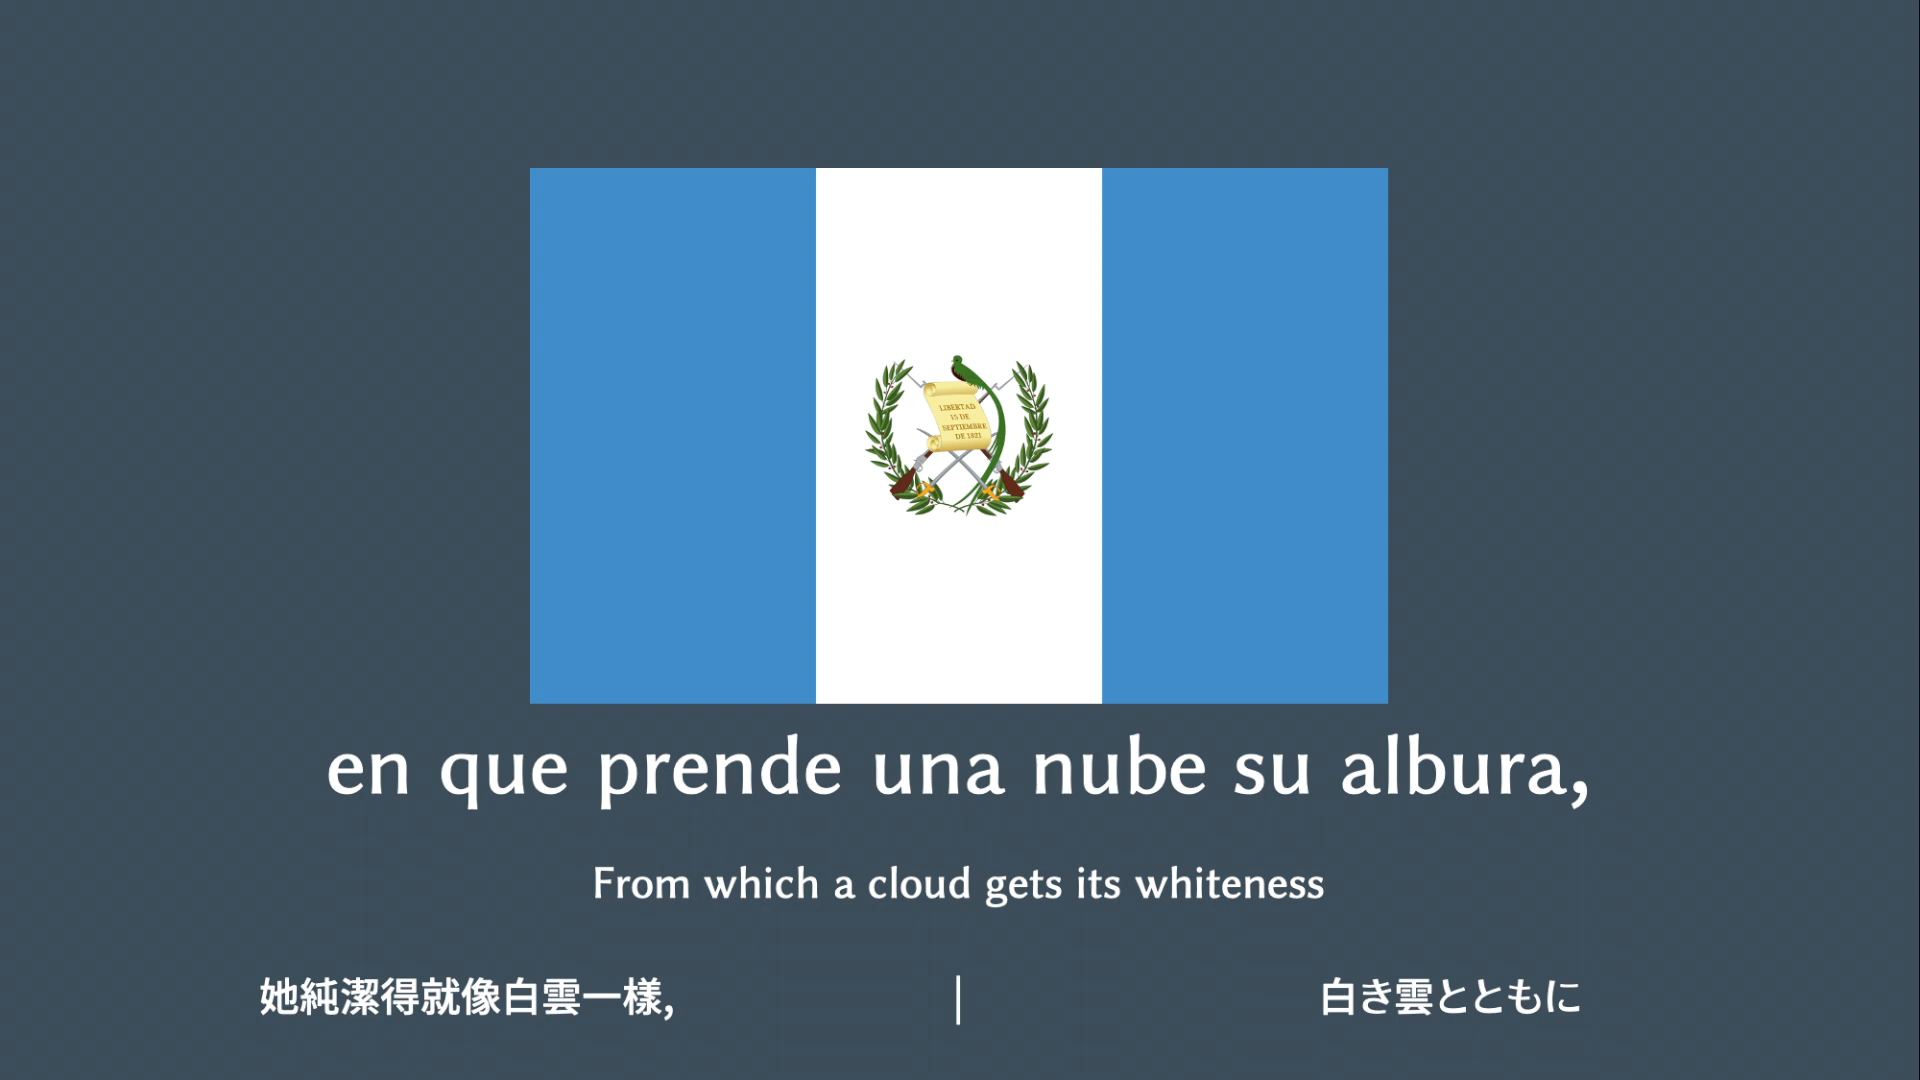 LIBERTAD
15 DE
SEPTIEMBRE
DE 1821
en que prende una nube su albura,
From which a cloud gets its whiteness
她純潔得就像白雲一樣, | 白き雲とともに